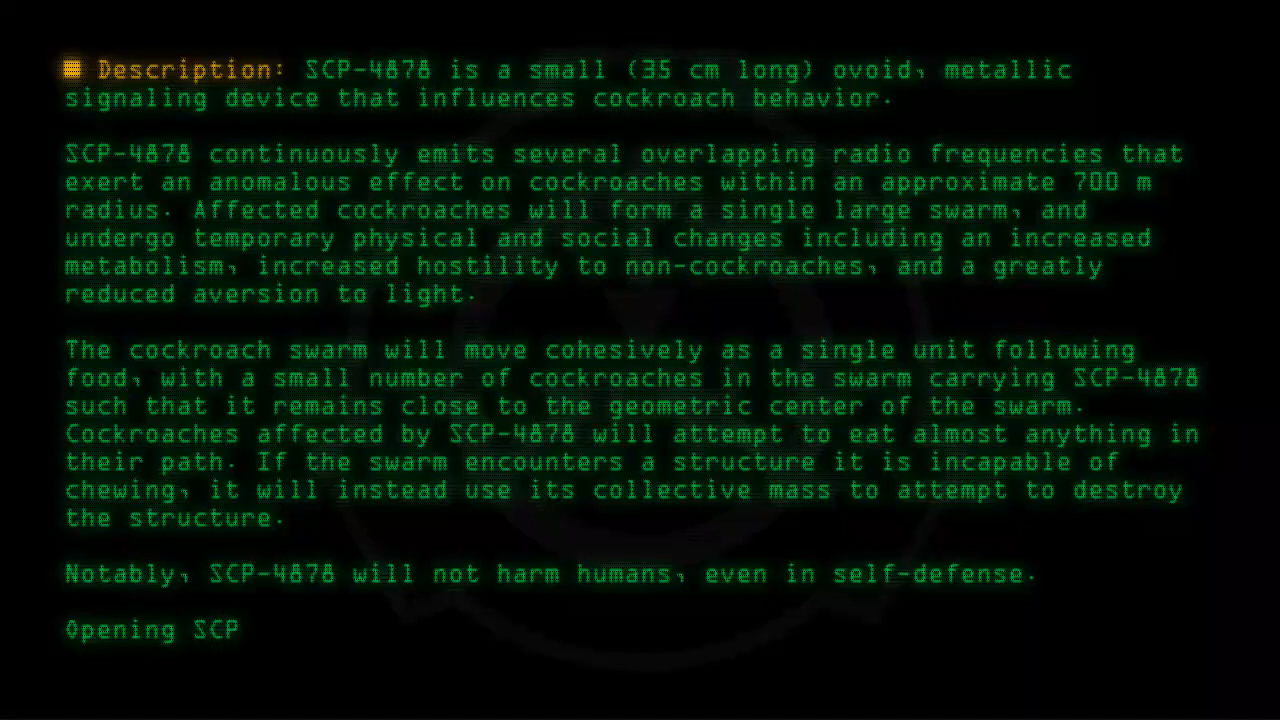 ■ Description: SCP-4878 is a small (35 cm long) ovoid, metallic
signaling device that influences cockroach behavior.
SCP-4878 continuously emits several overlapping radio frequencies that
exert an anomalous effect on cockroaches within an approximate 700 m
radius. Affected cockroaches will form a single large swarm, and
undergo temporary physical and social changes including an increased
metabolism, increased hostility to non-cockroaches, and a greatly
reduced aversion to light.
The cockroach swarm will move cohesively as a single unit following
food, with a small number of cockroaches in the swarm carrying SCP-4878
such that it remains close to the geometric center of the swarm.
Cockroaches affected by SCP-4878 will attempt to eat almost anything in
their path. If the swarm encounters a structure it is incapable of
chewing, it will instead use its collective mass to attempt to destroy
the structure.
Notably, SCP-4878 will not harm humans, even in self-defense.
Opening SCP